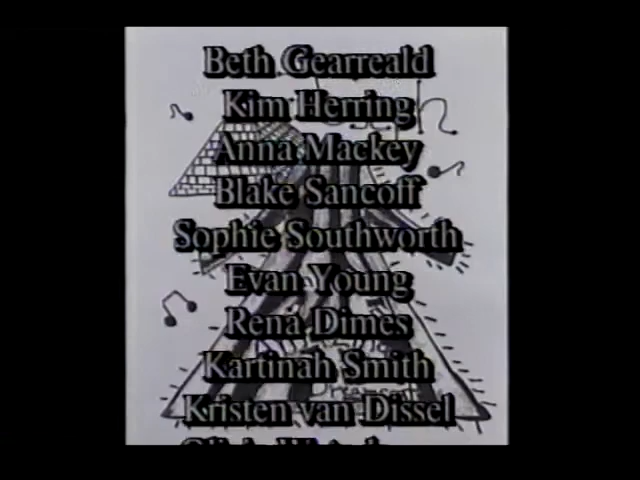 Beth Gearreald
Kim Herring
Anna Mackey
Blake Sancoff
Sophie Southworth
Evan Young
Rena Dimes
Kartinah Smith
Kristen van Dissel